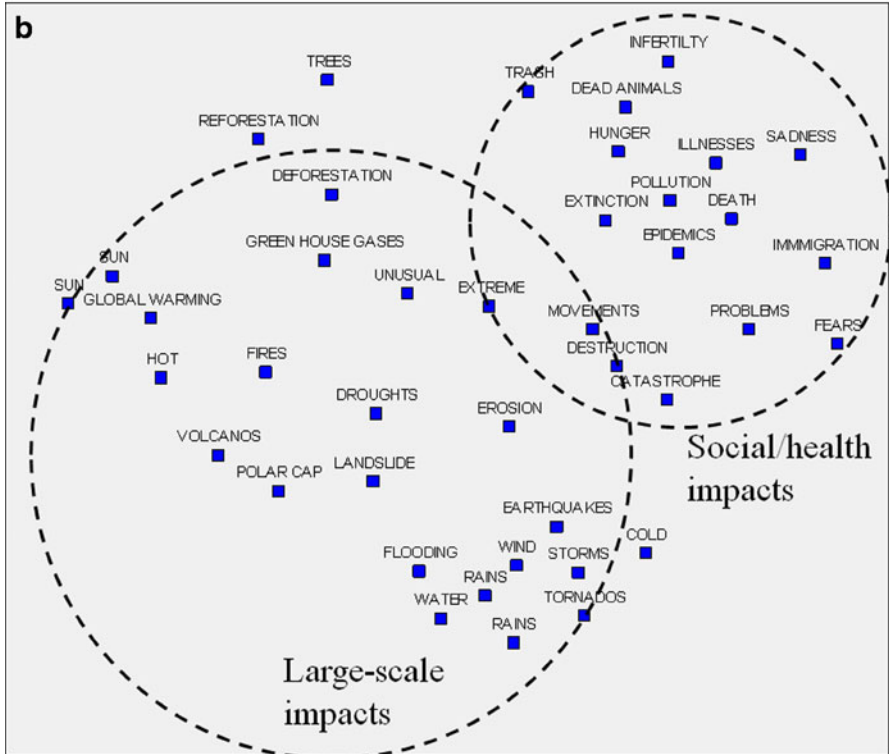 b
INFERTILTY
TREES
TRASH
DEAD ANIMALS
REFORESTATION
HUNGER
ILLNESSES
SADNESS
DEFORESTATION
POLLUTION
EXTINCTION
DEATH
GREEN HOUSE GASES
EPIDEMICS
IMMMIGRATION
SUN
UNUSUAL
SUN
EXTREME
GLOBAL WARMING
MOVEMENTS
PROBLEMS
FEARS
HOT
FIRES
DESTRUCTION
CATASTROPHE
DROUGHTS
EROSION
VOLCANOS
Social/health
impacts
POLAR CAP
LANDSLIDE
EARTHQUAKES
COLD
FLOODING
WIND
STORMS
RAINS
WATER
TORNADOS
RAINS
Large-scale
impacts